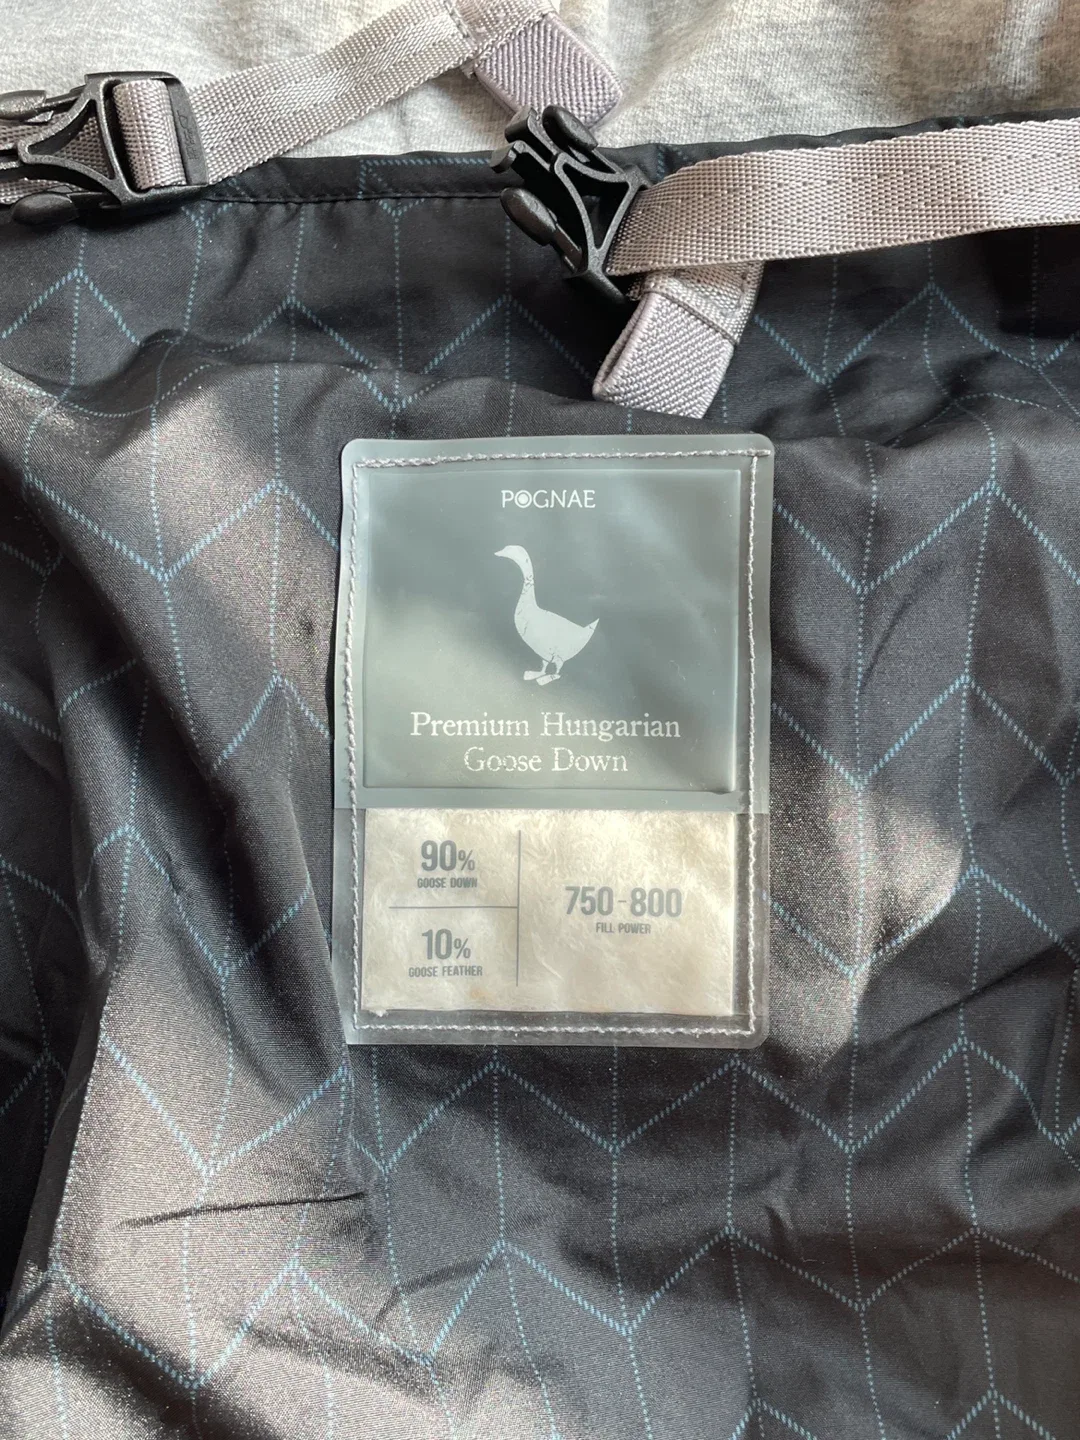 POGNAE
Premium Hungarian
Goose Down
90%
GOOSE DOWN
10%
GOOSE FEATHER
750-800
FILL POWER